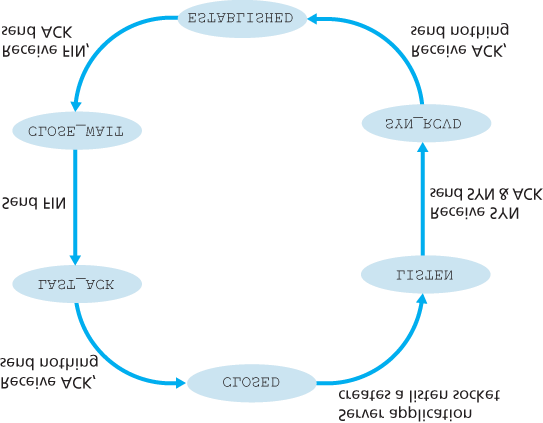 Server application
creates a listen socket
CLOSED
Receive ACK,
send nothing
LAST_ACK
LISTEN
Send FIN
Receive SYN
send SYN & ACK
CLOSE_WAIT
SYN_RCVD
Receive FIN,
send ACK
Receive ACK,
send nothing
ESTABLISHED